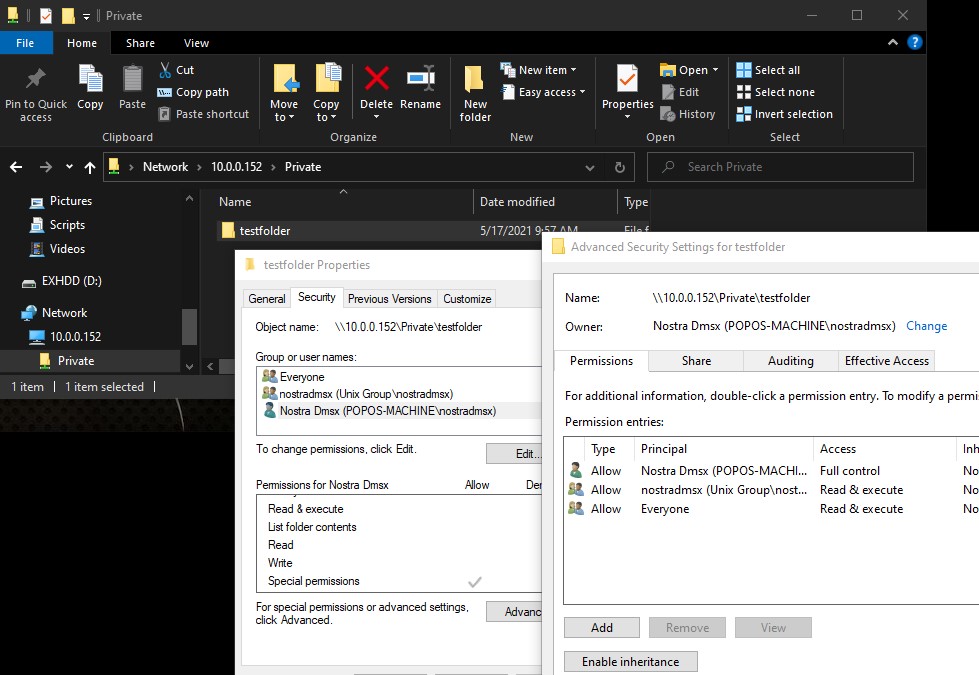 Private
File Home Share View
Pin to Quick access
Copy
Paste
Cut
Copy path
Paste shortcut
Clipboard
Move to
Copy to
Delete
Rename
Organize
New folder
New item
Easy access
New
Properties
Open
Edit
History
Open
Select all
Select none
Invert selection
Select
Network > 10.0.0.152 > Private
Search Private
Pictures
Scripts
Videos
EXHDD (D:)
Network
10.0.0.152
Private
Name Date modified Type
testfolder 5/17/2021 9:57 AM File f
1 item 1 item selected
testfolder Properties
General Security Previous Versions Customize
Object name: \\10.0.0.152\Private\testfolder
Group or user names:
Everyone
nostradmsx (Unix Group\nostradmsx)
Nostra Dmsx (POPOS-MACHINE\nostradmsx)
To change permissions, click Edit.
Edit...
Permissions for Nostra Dmsx Allow Den
Read & execute
List folder contents
Read
Write
Special permissions
For special permissions or advanced settings, click Advanced.
Advanc
Advanced Security Settings for testfolder
Name: \\10.0.0.152\Private\testfolder
Owner: Nostra Dmsx (POPOS-MACHINE\nostradmsx) Change
Permissions Share Auditing Effective Access
For additional information, double-click a permission entry. To modify a permis
Permission entries:
Type Principal Access Inh
Allow Nostra Dmsx (POPOS-MACHI... Full control No
Allow nostradmsx (Unix Group\nost... Read & execute No
Allow Everyone Read & execute No
Add Remove View
Enable inheritance